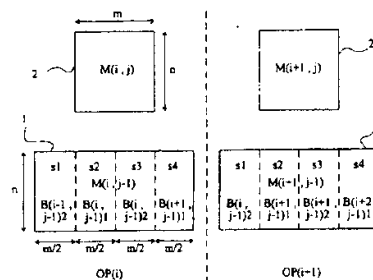 m
2
M(i , j)
n
1
s1 s2 s3 s4
M(i , j-1)
B(i-1 , j-1)2 B(i , j-1)1 B(i , j-1)2 B(i+1 , j-1)1
n
m/2 m/2 m/2 m/2
OP(i)
2
M(i+1 , j)
s1 s2 s3 s4
M(i+1 , j-1)
B(i , j-1)2 B(i+1 , j-1)1 B(i+1 , j-1)2 B(i+2 , j-1)1
OP(i+1)